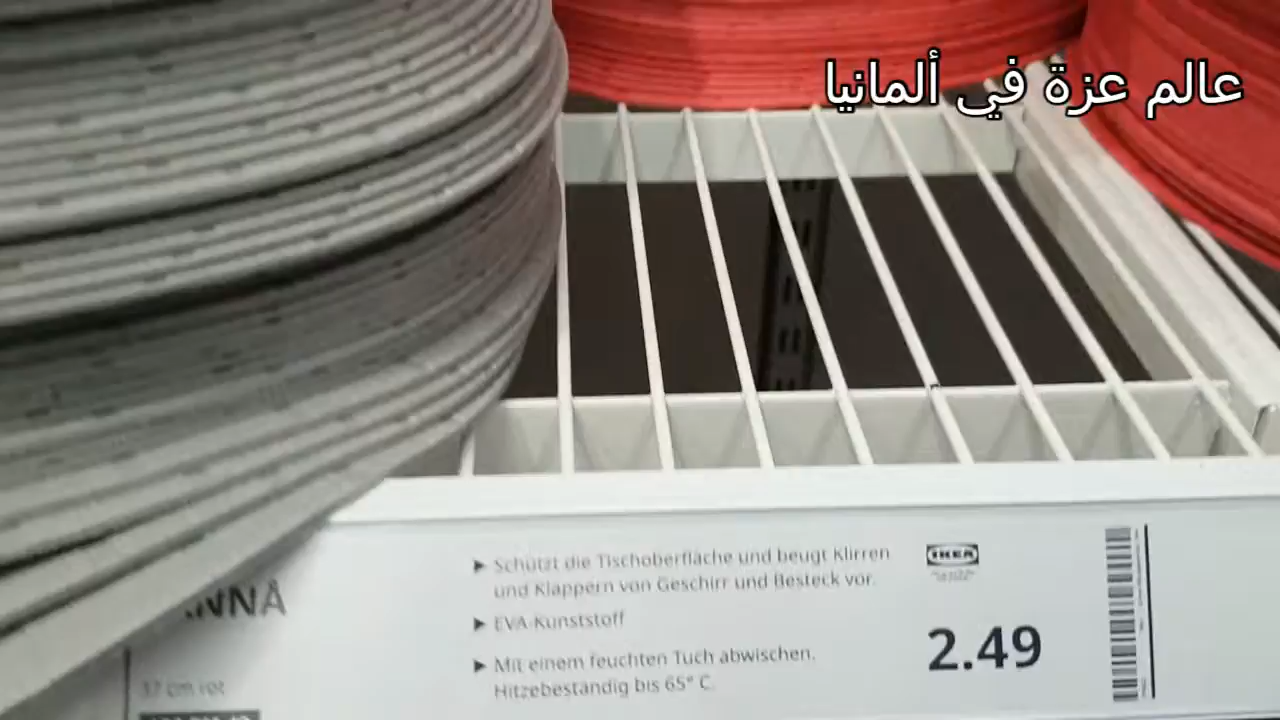 عالم عزة في ألمانيا
NNÅ
37 cm rot
▶ Schützt die Tischoberfläche und beugt Klirren
und Klappern von Geschirr und Besteck vor.
▶ EVA-Kunststoff
▶ Mit einem feuchten Tuch abwischen.
Hitzebeständig bis 65° C.
IKEA
2.49